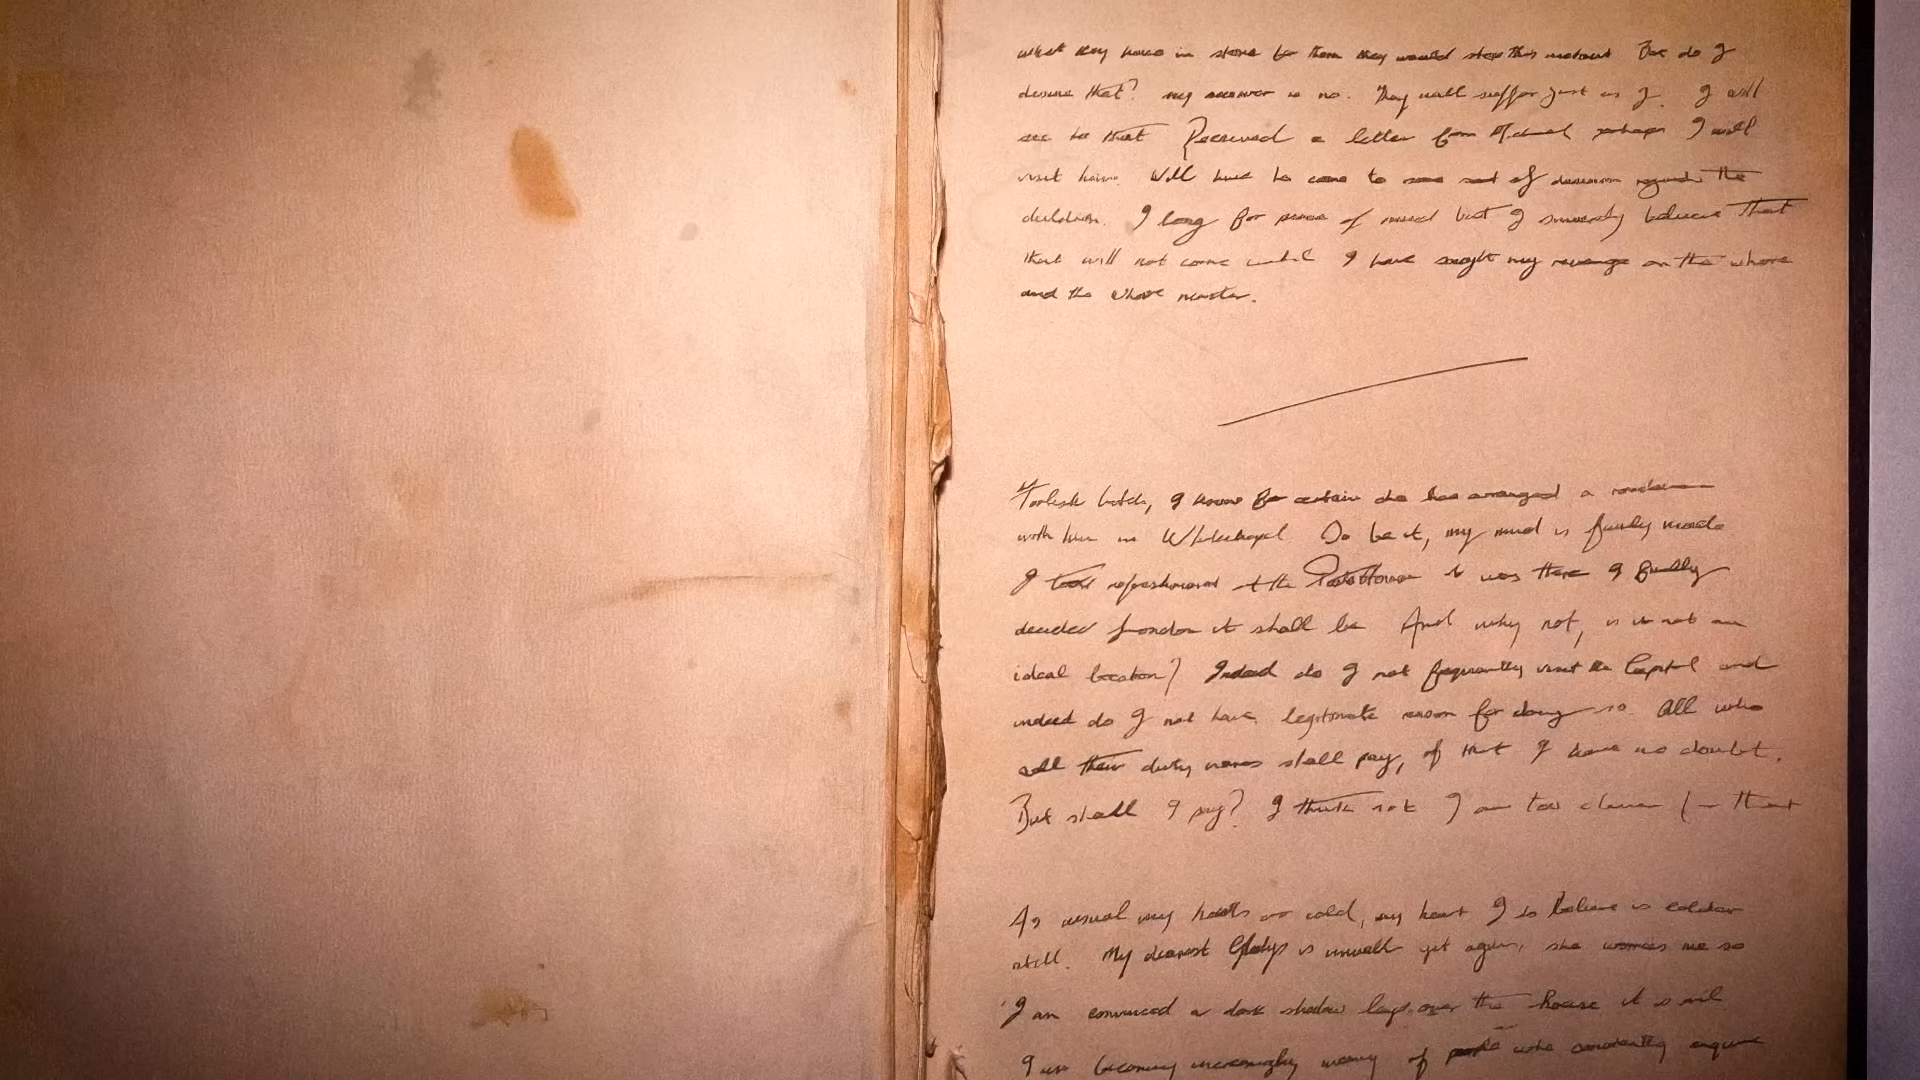 what they have in store for them they would stop this instant But do I
desire that? my answer is no. They will suffer just as I. I will
see to that Received a letter from Michael perhaps I will
visit him. Will have to come to some sort of decision regards the
children. I long for peace of mind but I sincerely believe that
that will not come until I have sought my revenge on the whore
and the whore master.
Foolish bitch, I know for certain she has arranged a
with him in Whitechapel. So be it, my mind is firmly made
I took refreshment at the Poste House it was there I finally
decided London it shall be And why not, is it not an
ideal location? Indeed do I not frequently visit the Capital and
indeed do I not have legitimate reason for doing so. All who
sell their dirty wares shall pay, of that I have no doubt.
But shall I pay? I think not I am too clever for that
As usual my hands are cold, my heart I do believe is colder
still. My dearest Gladys is unwell yet again, she worries me so
I am convinced a dark shadow lays over the house it is evil
I am becoming increasingly weary of people who constantly enquire